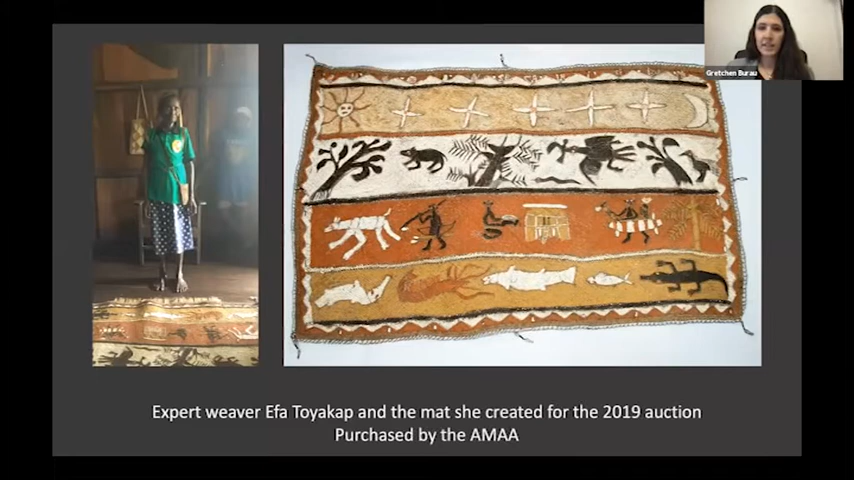 Gretchen Burau
Expert weaver Efa Toyakap and the mat she created for the 2019 auction
Purchased by the AMAA